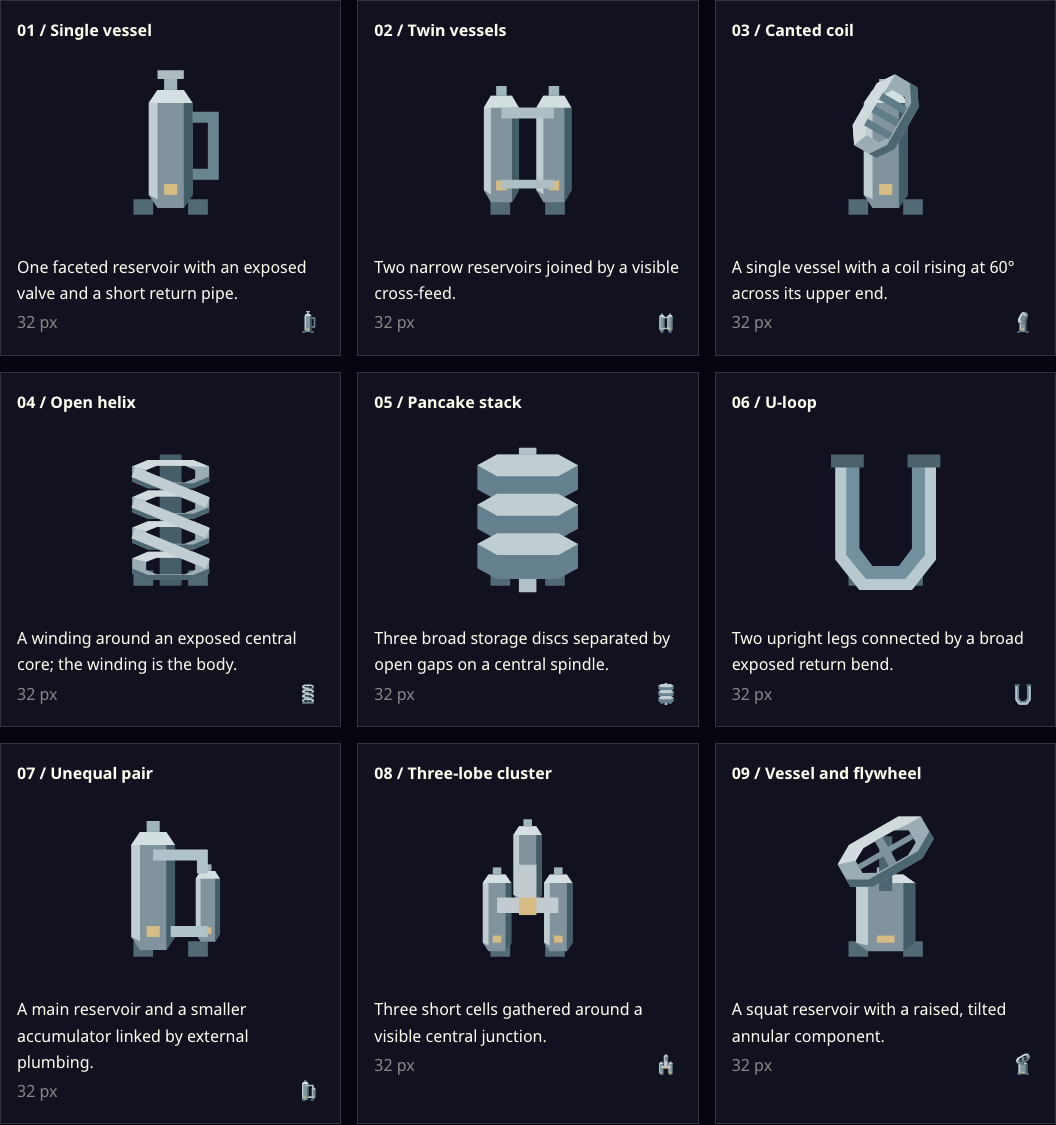 01 / Single vessel
One faceted reservoir with an exposed
valve and a short return pipe.
32 px
02 / Twin vessels
Two narrow reservoirs joined by a visible
cross-feed.
32 px
03 / Canted coil
A single vessel with a coil rising at 60°
across its upper end.
32 px
04 / Open helix
A winding around an exposed central
core; the winding is the body.
32 px
05 / Pancake stack
Three broad storage discs separated by
open gaps on a central spindle.
32 px
06 / U-loop
Two upright legs connected by a broad
exposed return bend.
32 px
07 / Unequal pair
A main reservoir and a smaller
accumulator linked by external
plumbing.
32 px
08 / Three-lobe cluster
Three short cells gathered around a
visible central junction.
32 px
09 / Vessel and flywheel
A squat reservoir with a raised, tilted
annular component.
32 px